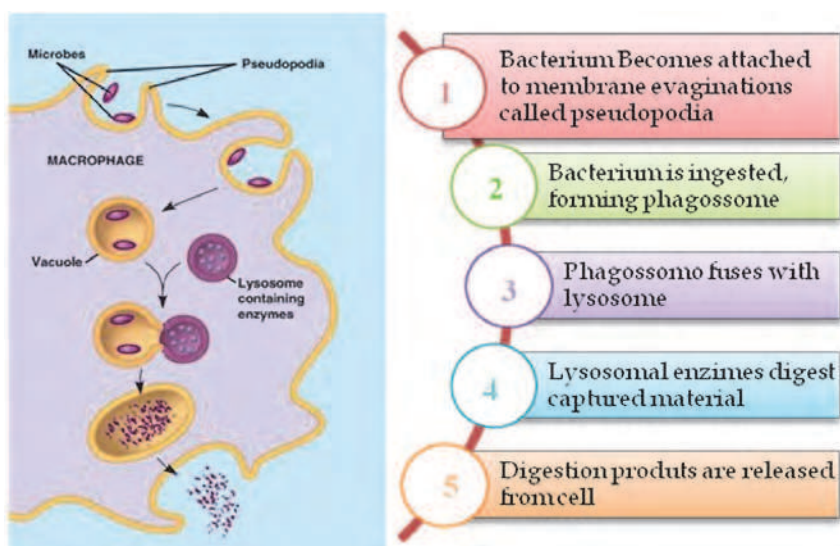 Microbes
Pseudopodia
MACROPHAGE
Vacuole
Lysosome
containing
enzymes
1
Bacterium Becomes attached
to membrane evaginations
called pseudopodia
2
Bacterium is ingested,
forming phagossome
3
Phagossomo fuses with
lysosome
4
Lysosomal enzimes digest
captured material
5
Digestion produts are released
from cell